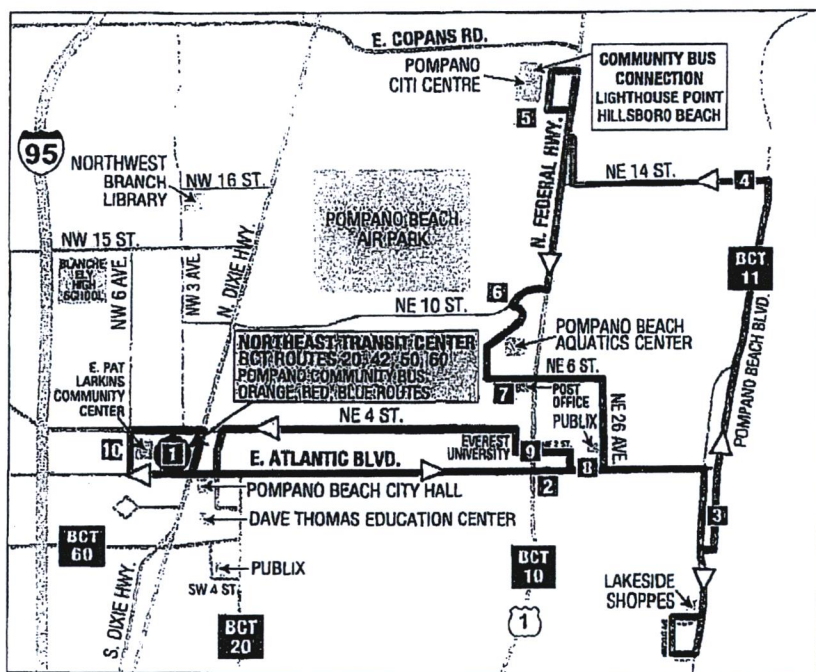 E. COPANS RD.
POMPANO
CITI CENTRE
COMMUNITY BUS
CONNECTION
LIGHTHOUSE POINT
HILLSBORO BEACH
5
95
NORTHWEST
BRANCH
LIBRARY
NW 16 ST.
N. FEDERAL HWY.
NE 14 ST.
4
POMPANO BEACH
AIR PARK
NW 15 ST.
BLANCHE
ELY
HIGH
SCHOOL
NW 6 AVE.
NW 3 AVE.
N. DIXIE HWY.
BCT
11
6
NE 10 ST.
POMPANO BEACH BLVD.
NORTHEAST TRANSIT CENTER
BCT ROUTES 20, 42, 50, 60
POMPANO COMMUNITY BUS,
ORANGE, RED, BLUE ROUTES
POMPANO BEACH
AQUATICS CENTER
E. PAT
LARKINS
COMMUNITY
CENTER
NE 6 ST.
7
POST
OFFICE
PUBLIX
NE 26 AVE.
NE 4 ST.
EVEREST
UNIVERSITY
9
NE 2 ST.
10
1
E. ATLANTIC BLVD.
2
8
3
POMPANO BEACH CITY HALL
DAVE THOMAS EDUCATION CENTER
BCT
60
PUBLIX
SW 4 ST.
S. DIXIE HWY.
BCT
20
BCT
10
1
LAKESIDE
SHOPPES